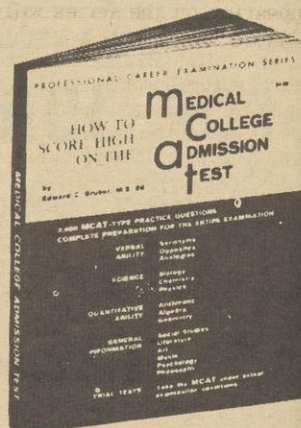 PROFESSIONAL CAREER EXAMINATION SERIES
HOW TO
SCORE HIGH
ON THE
MEDICAL
COLLEGE
ADMISSION
TEST
by
Edward C. Gruber, M.S. Ed
MEDICAL COLLEGE ADMISSION TEST
MCAT-TYPE PRACTICE QUESTIONS
COMPLETE PREPARATION FOR THE ENTIRE EXAMINATION
VERBAL ABILITY
Synonyms
Opposites
Analogies
SCIENCE
Biology
Chemistry
Physics
QUANTITATIVE ABILITY
Arithmetic
Algebra
Geometry
GENERAL INFORMATION
Social Studies
Literature
Art
Music
Psychology
Philosophy
TRIAL TESTS
Take the MCAT under actual
examination conditions